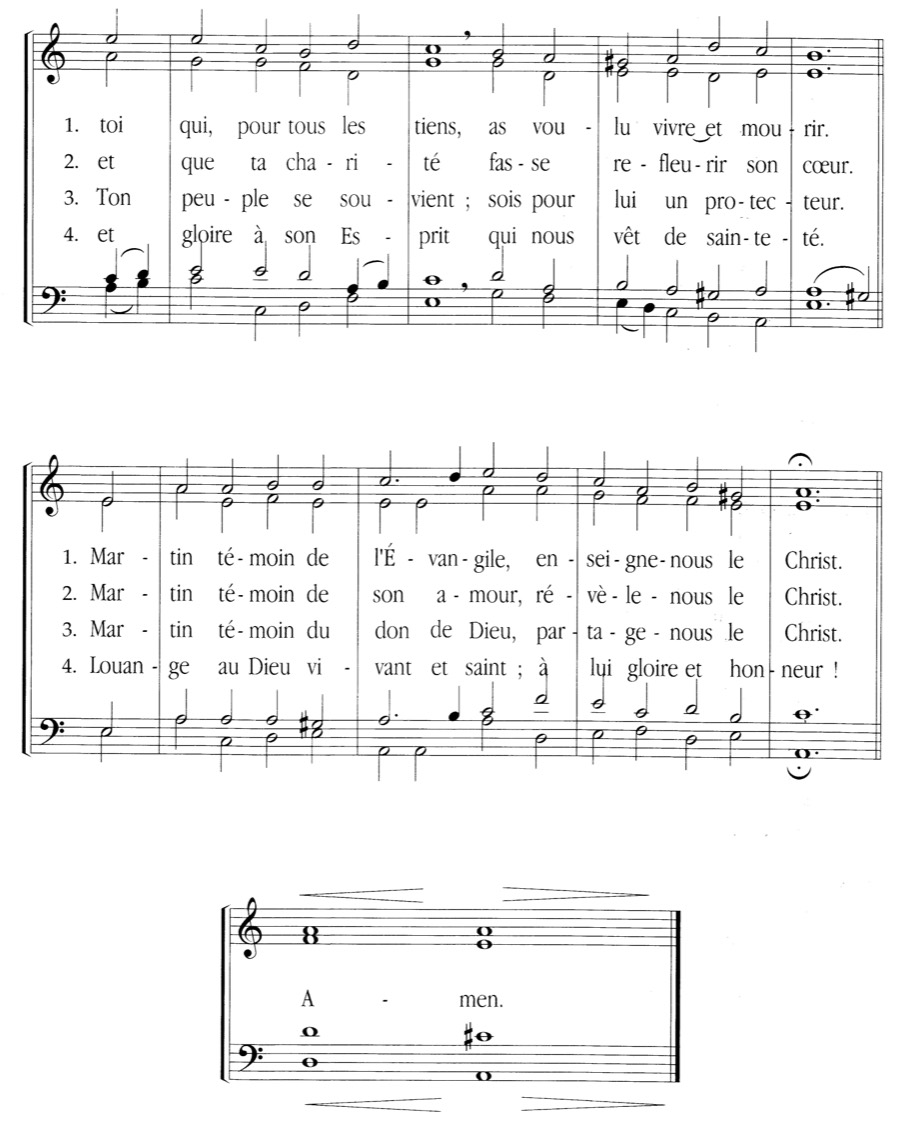 1. toi qui, pour tous les tiens, as vou - lu vivre et mou - rir.
2. et que ta cha - ri - té fas - se re - fleu - rir son cœur.
3. Ton peu - ple se sou - vient ; sois pour lui un pro - tec - teur.
4. et gloire à son Es - prit qui nous vêt de sain - te - té.
1. Mar - tin té - moin de l'É - van - gile, en - sei - gne - nous le Christ.
2. Mar - tin té - moin de son a - mour, ré - vè - le - nous le Christ.
3. Mar - tin té - moin du don de Dieu, par - ta - ge - nous le Christ.
4. Louan - ge au Dieu vi - vant et saint ; à lui gloire et hon - neur !
A - men.